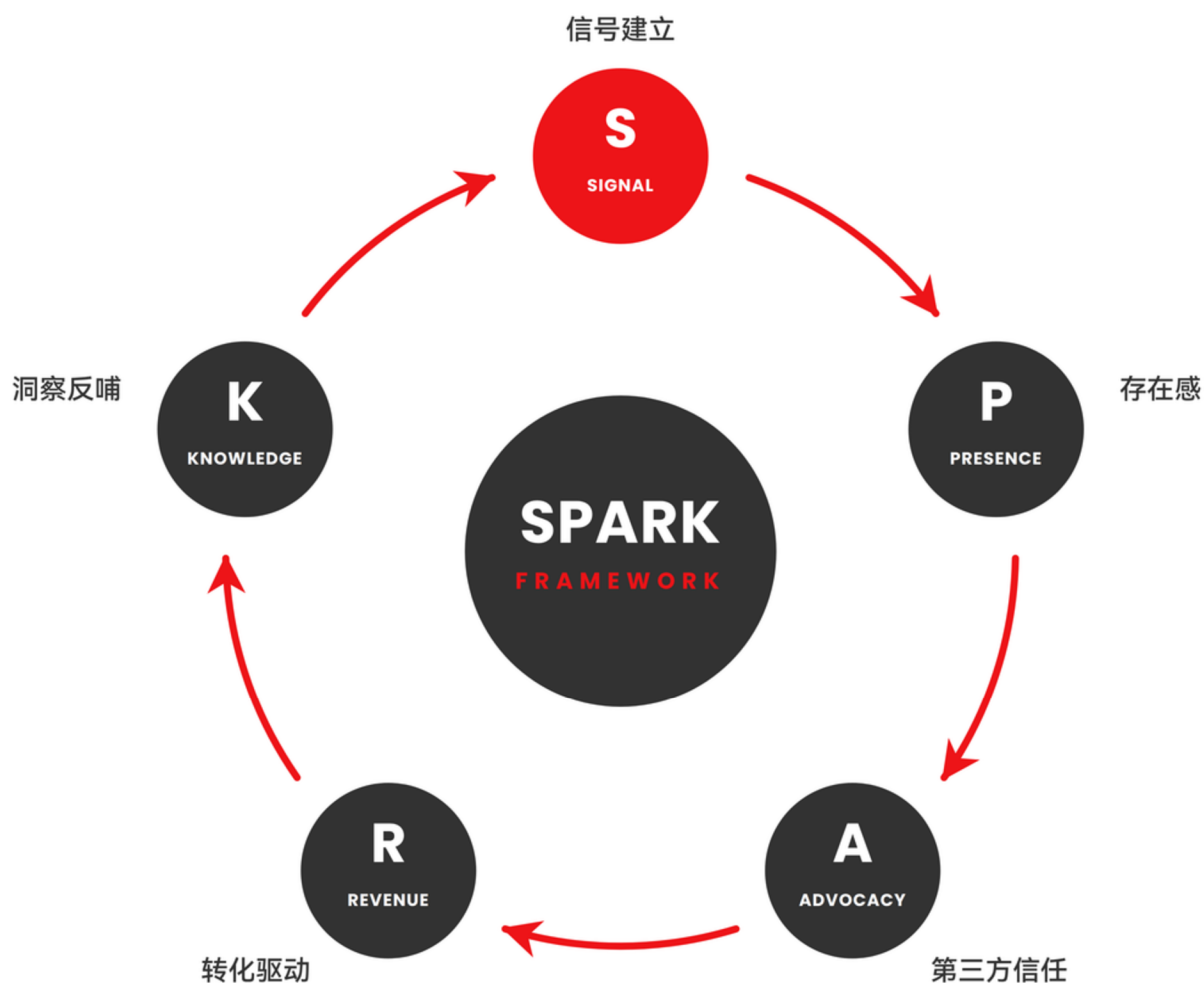 信号建立
S
SIGNAL
洞察反哺
K
KNOWLEDGE
P
PRESENCE
存在感
SPARK
FRAMEWORK
R
REVENUE
转化驱动
A
ADVOCACY
第三方信任